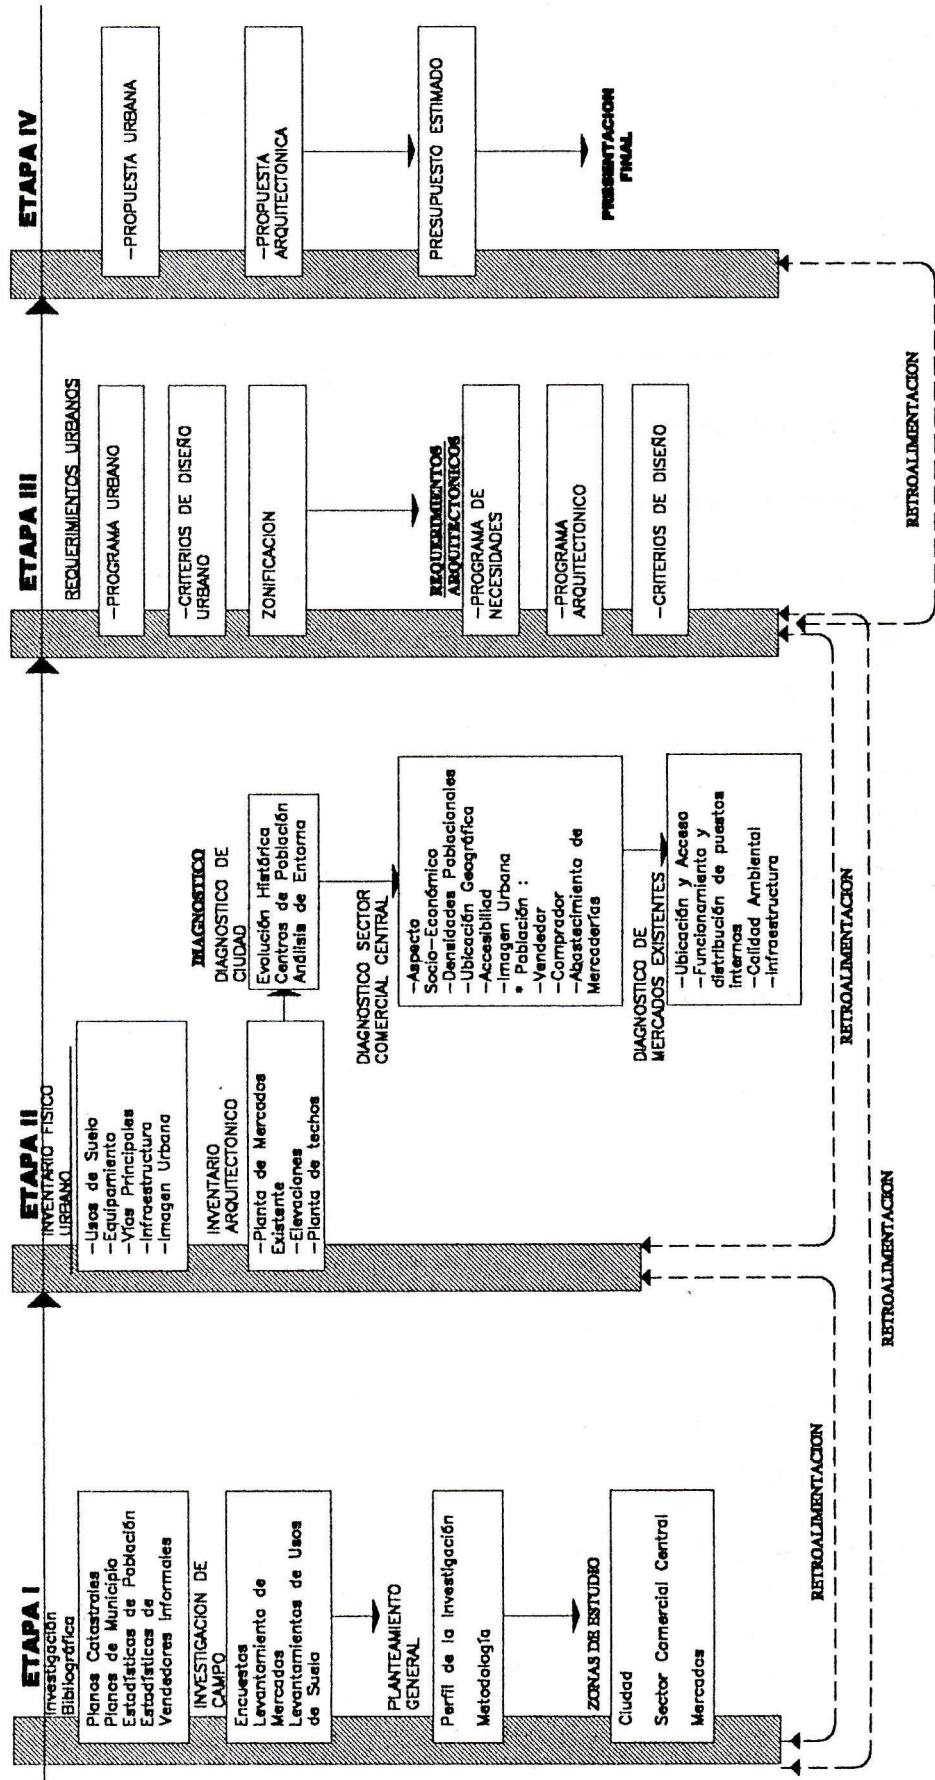 ETAPA I
Investigación
Bibliográfica
Planos Catastrales
Planos de Municipio
Estadísticas de Población
Estadísticas de
Vendedores Informales
INVESTIGACION DE
CAMPO
Encuestas
Levantamiento de
Mercados
Levantamientos de Usos
de Suelo
PLANTEAMIENTO
GENERAL
Perfil de la Investigación
Metodología
ZONAS DE ESTUDIO
Ciudad
Sector Comercial Central
Mercados
ETAPA II
INVENTARIO FISICO
URBANO
-Usos de Suelo
-Equipamiento
-Vías Principales
-Infraestructura
-Imagen Urbana
INVENTARIO
ARQUITECTONICO
-Planta de Mercados
Existente
-Elevaciones
-Planta de techos
DIAGNOSTICO
DIAGNOSTICO DE
CIUDAD
Evolución Histórica
Centros de Población
Análisis de Entorno
DIAGNOSTICO SECTOR
COMERCIAL CENTRAL
-Aspecto
Socio-Económico
-Densidades Poblacionales
-Ubicación Geográfica
-Accesibliad
-Imagen Urbana
* Población :
-Vendedor
-Comprador
-Abastecimiento de
Mercaderías
DIAGNOSTICO DE
MERCADOS EXISTENTES
-Ubicación y Acceso
-Funcionamiento y
distribución de puestos
internos
-Calidad Ambiental
-Infraestructura
ETAPA III
REQUERIMIENTOS URBANOS
-PROGRAMA URBANO
-CRITERIOS DE DISEÑO
URBANO
ZONIFICACION
REQUERIMIENTOS
ARQUITECTONICOS
-PROGRAMA DE
NECESIDADES
-PROGRAMA
ARQUITECTONICO
-CRITERIOS DE DISEÑO
ETAPA IV
-PROPUESTA URBANA
-PROPUESTA
ARQUITECTONICA
PRESUPUESTO ESTIMADO
PRESENTACION
FINAL
RETROALIMENTACION
RETROALIMENTACION
RETROALIMENTACION
RETROALIMENTACION